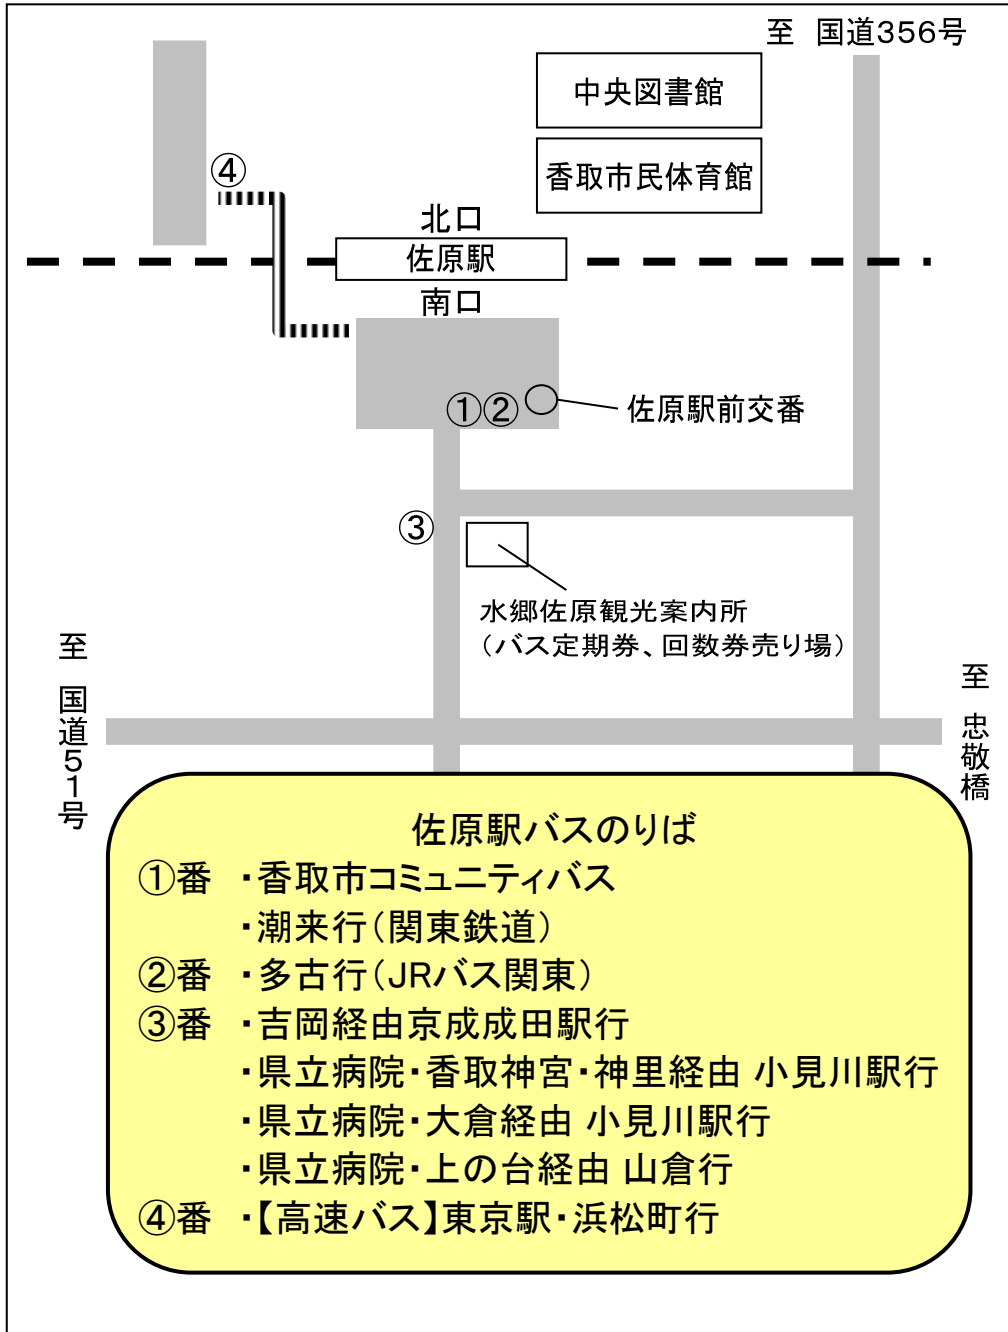 至　国道356号
中央図書館
香取市民体育館
④
北口
佐原駅
南口
①②
佐原駅前交番
③
水郷佐原観光案内所
（バス定期券、回数券売り場）
至　国道51号
至　忠敬橋
佐原駅バスのりば
①番　・香取市コミュニティバス
・潮来行（関東鉄道）
②番　・多古行（JRバス関東）
③番　・吉岡経由京成成田駅行
・県立病院・香取神宮・神里経由 小見川駅行
・県立病院・大倉経由 小見川駅行
・県立病院・上の台経由 山倉行
④番　・【高速バス】東京駅・浜松町行